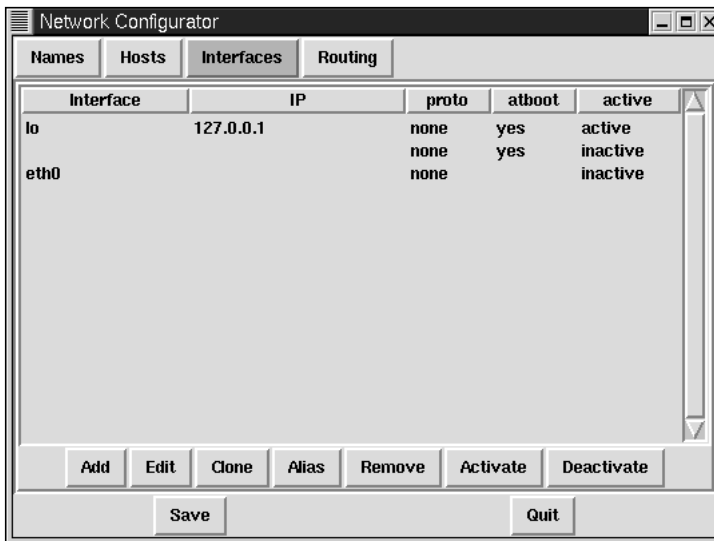 Network Configurator
Names Hosts Interfaces Routing
Interface IP proto atboot active
lo 127.0.0.1 none yes active
none yes inactive
eth0 none inactive
Add Edit Clone Alias Remove Activate Deactivate
Save Quit